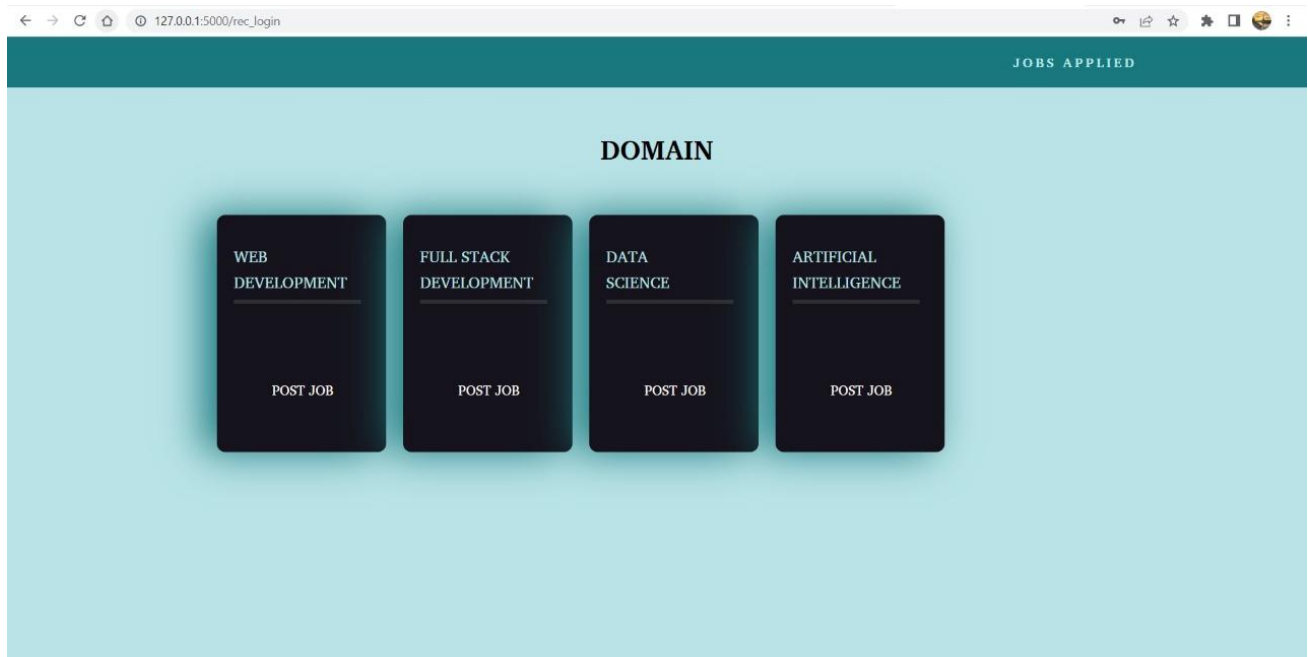 127.0.0.1:5000/rec_login
JOBS APPLIED
DOMAIN
WEB
DEVELOPMENT
POST JOB
FULL STACK
DEVELOPMENT
POST JOB
DATA
SCIENCE
POST JOB
ARTIFICIAL
INTELLIGENCE
POST JOB